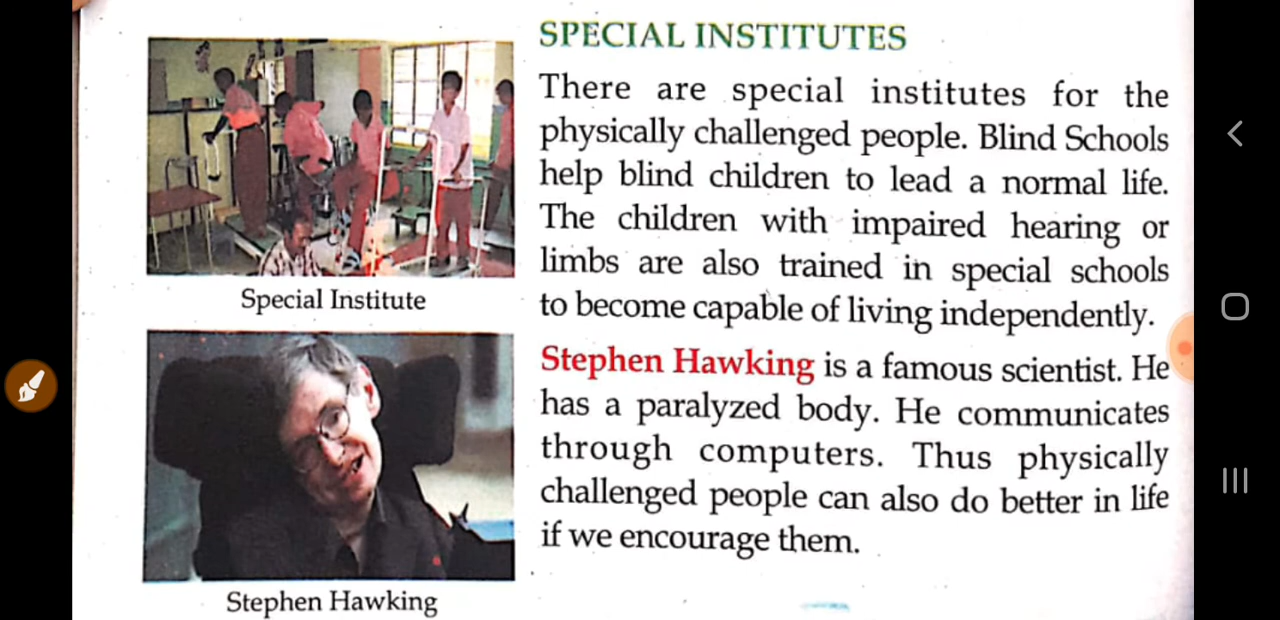 SPECIAL INSTITUTES
There are special institutes for the
physically challenged people. Blind Schools
help blind children to lead a normal life.
The children with impaired hearing or
limbs are also trained in special schools
to become capable of living independently.
Special Institute
Stephen Hawking is a famous scientist. He
has a paralyzed body. He communicates
through computers. Thus physically
challenged people can also do better in life
if we encourage them.
Stephen Hawking